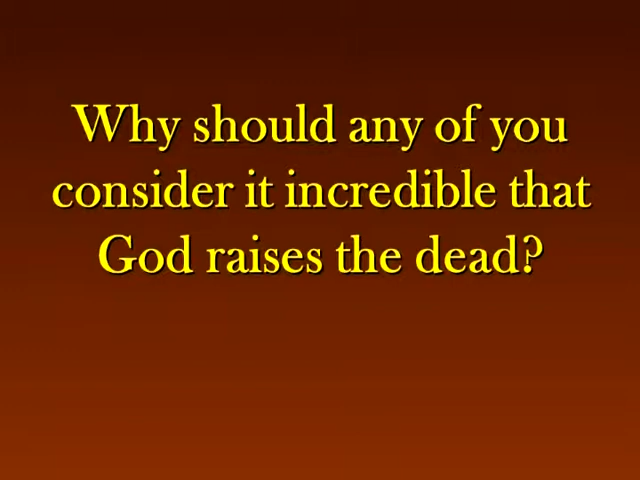 Why should any of you
consider it incredible that
God raises the dead?